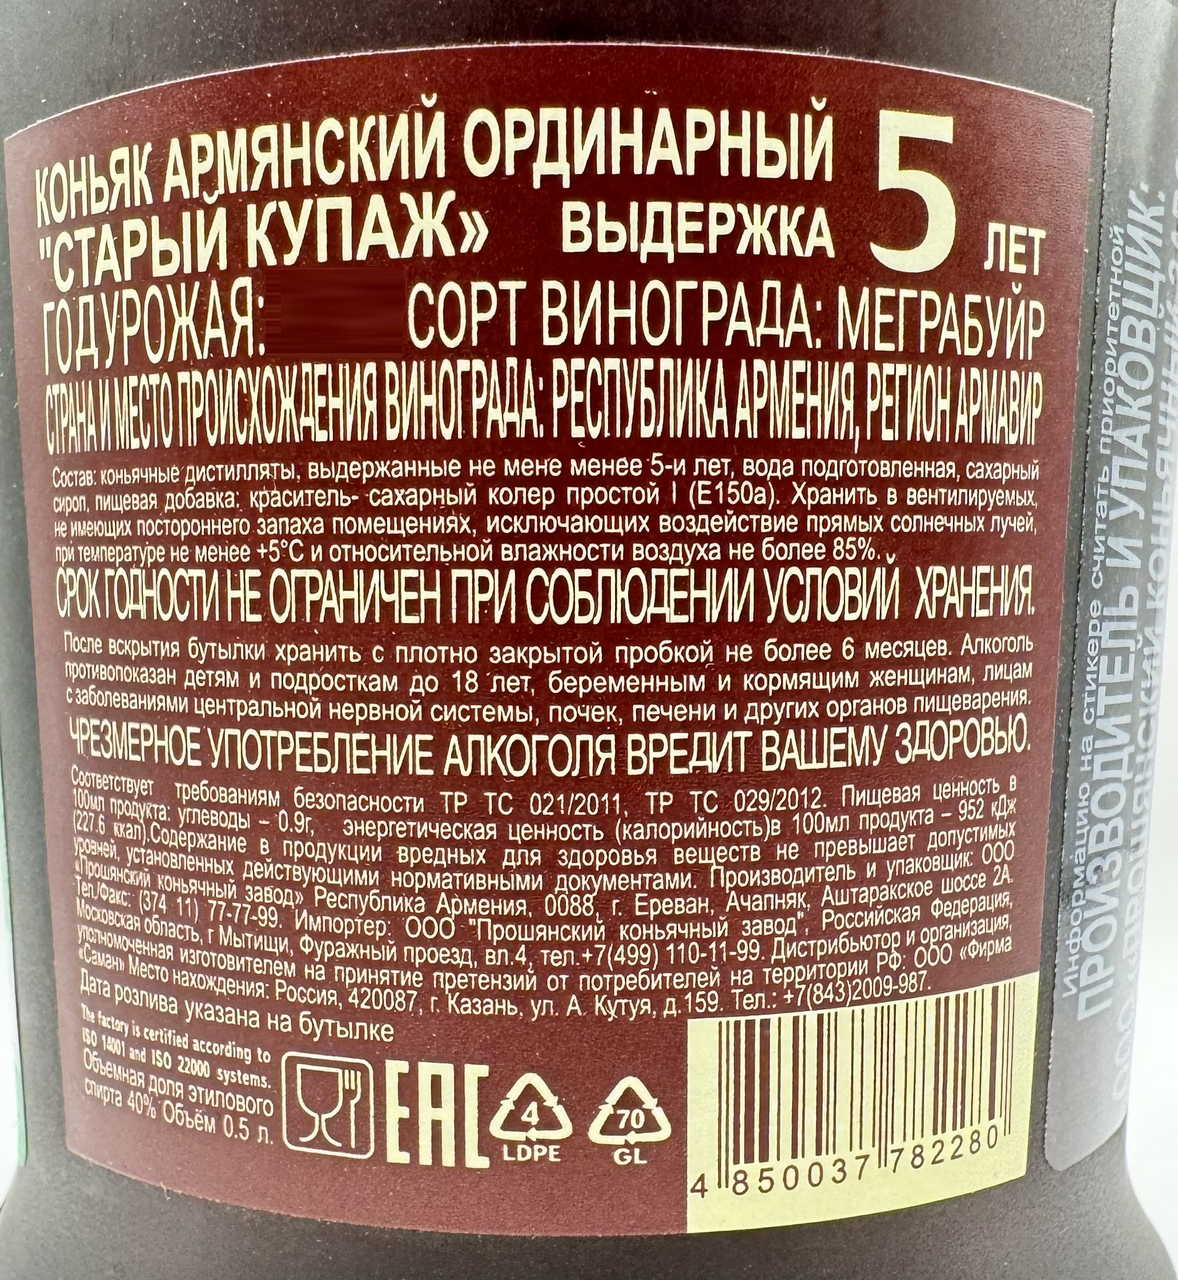 КОНЬЯК АРМЯНСКИЙ ОРДИНАРНЫЙ
"СТАРЫЙ КУПАЖ» ВЫДЕРЖКА 5 ЛЕТ
ГОД УРОЖАЯ: СОРТ ВИНОГРАДА: МЕГРАБУЙР
СТРАНА И МЕСТО ПРОИСХОЖДЕНИЯ ВИНОГРАДА: РЕСПУБЛИКА АРМЕНИЯ, РЕГИОН АРМАВИР
Состав: коньячные дистилляты, выдержанные не мене менее 5-и лет, вода подготовленная, сахарный
сироп, пищевая добавка: краситель- -сахарный колер простой I (E150a). Хранить в вентилируемых,
не имеющих постороннего запаха помещениях, исключающих воздействие прямых солнечных лучей,
при температуре не менее +5°C и относительной влажности воздуха не более 85%.
СРОК ГОДНОСТИ НЕ ОГРАНИЧЕН ПРИ СОБЛЮДЕНИИ УСЛОВИЙ ХРАНЕНИЯ.
После вскрытия бутылки хранить с плотно закрытой пробкой не более 6 месяцев. Алкоголь
противопоказан детям и подросткам до 18 лет, беременным и кормящим женщинам, лицам
с заболеваниями центральной нервной системы, почек, печени и других органов пищеварения.
ЧРЕЗМЕРНОЕ УПОТРЕБЛЕНИЕ АЛКОГОЛЯ ВРЕДИТ ВАШЕМУ ЗДОРОВЬЮ.
Соответствует требованиям безопасности ТР ТС 021/2011, ТР ТС 029/2012. Пищевая ценность в
100мл продукта: углеводы – 0.9г, энергетическая ценность (калорийность)в 100мл продукта – 952 кДж
(227.6 ккал).Содержание в продукции вредных для здоровья веществ не превышает допустимых
уровней, установленных действующими нормативными документами. Производитель и упаковщик: ООО
«Прошянский коньячный завод» Республика Армения, 0088, г. Ереван, Ачапняк, Аштаракское шоссе 2А.
Тел./Факс: (374 11) 77-77-99. Импортер: ООО "Прошянский коньячный завод", Российская Федерация,
Московская область, г Мытищи, Фуражный проезд, вл.4, тел.+7(499) 110-11-99. Дистрибьютор и организация,
уполномоченная изготовителем на принятие претензий от потребителей на территории РФ: ООО «Фирма
«Саман» Место нахождения: Россия, 420087, г. Казань, ул. А. Кутуя, д.159. Тел.: +7(843)2009-987.
Дата розлива указана на бутылке
The factory is certified according to
ISO 14001 and ISO 22000 systems.
Объемная доля этилового
спирта 40% Объём 0.5 л.
EAC
4
LDPE
70
GL
4 850037 782280
Информацию на стикере считать приоритетной
ПРОИЗВОДИТЕЛЬ И УПАКОВЩИК: